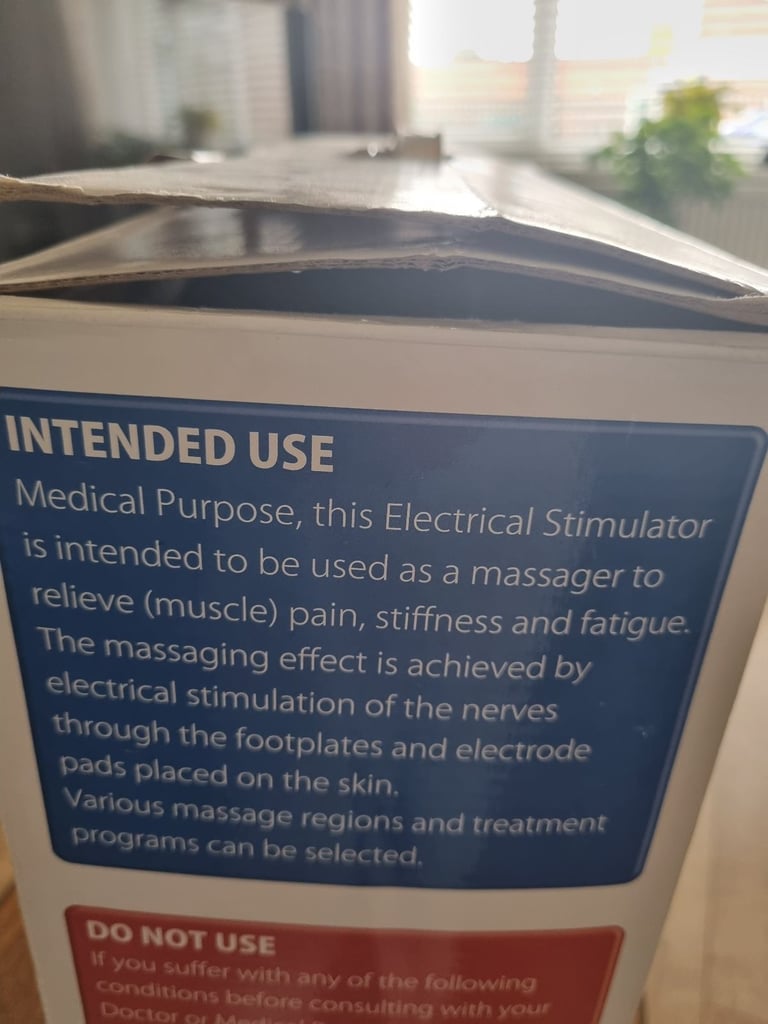 INTENDED USE
Medical Purpose, this Electrical Stimulator
is intended to be used as a massager to
relieve (muscle) pain, stiffness and fatigue.
The massaging effect is achieved by
electrical stimulation of the nerves
through the footplates and electrode
pads placed on the skin.
Various massage regions and treatment
programs can be selected.
DO NOT USE
If you suffer with any of the following
conditions before consulting with your
Doctor or